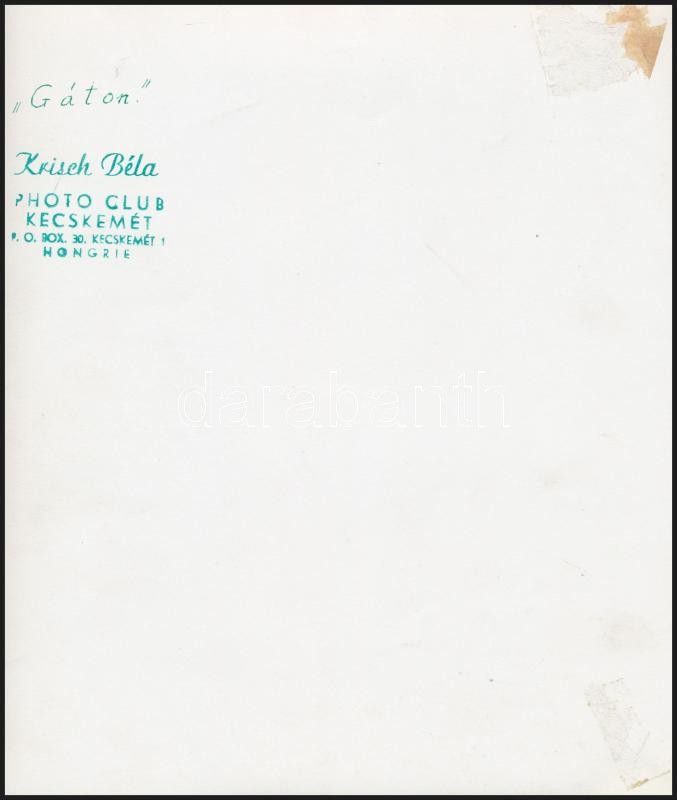 „Gáton.”
Krisch Béla
PHOTO CLUB
KECSKEMÉT
P. O. BOX. 30. KECSKEMÉT 1
HONGRIE
darabanth